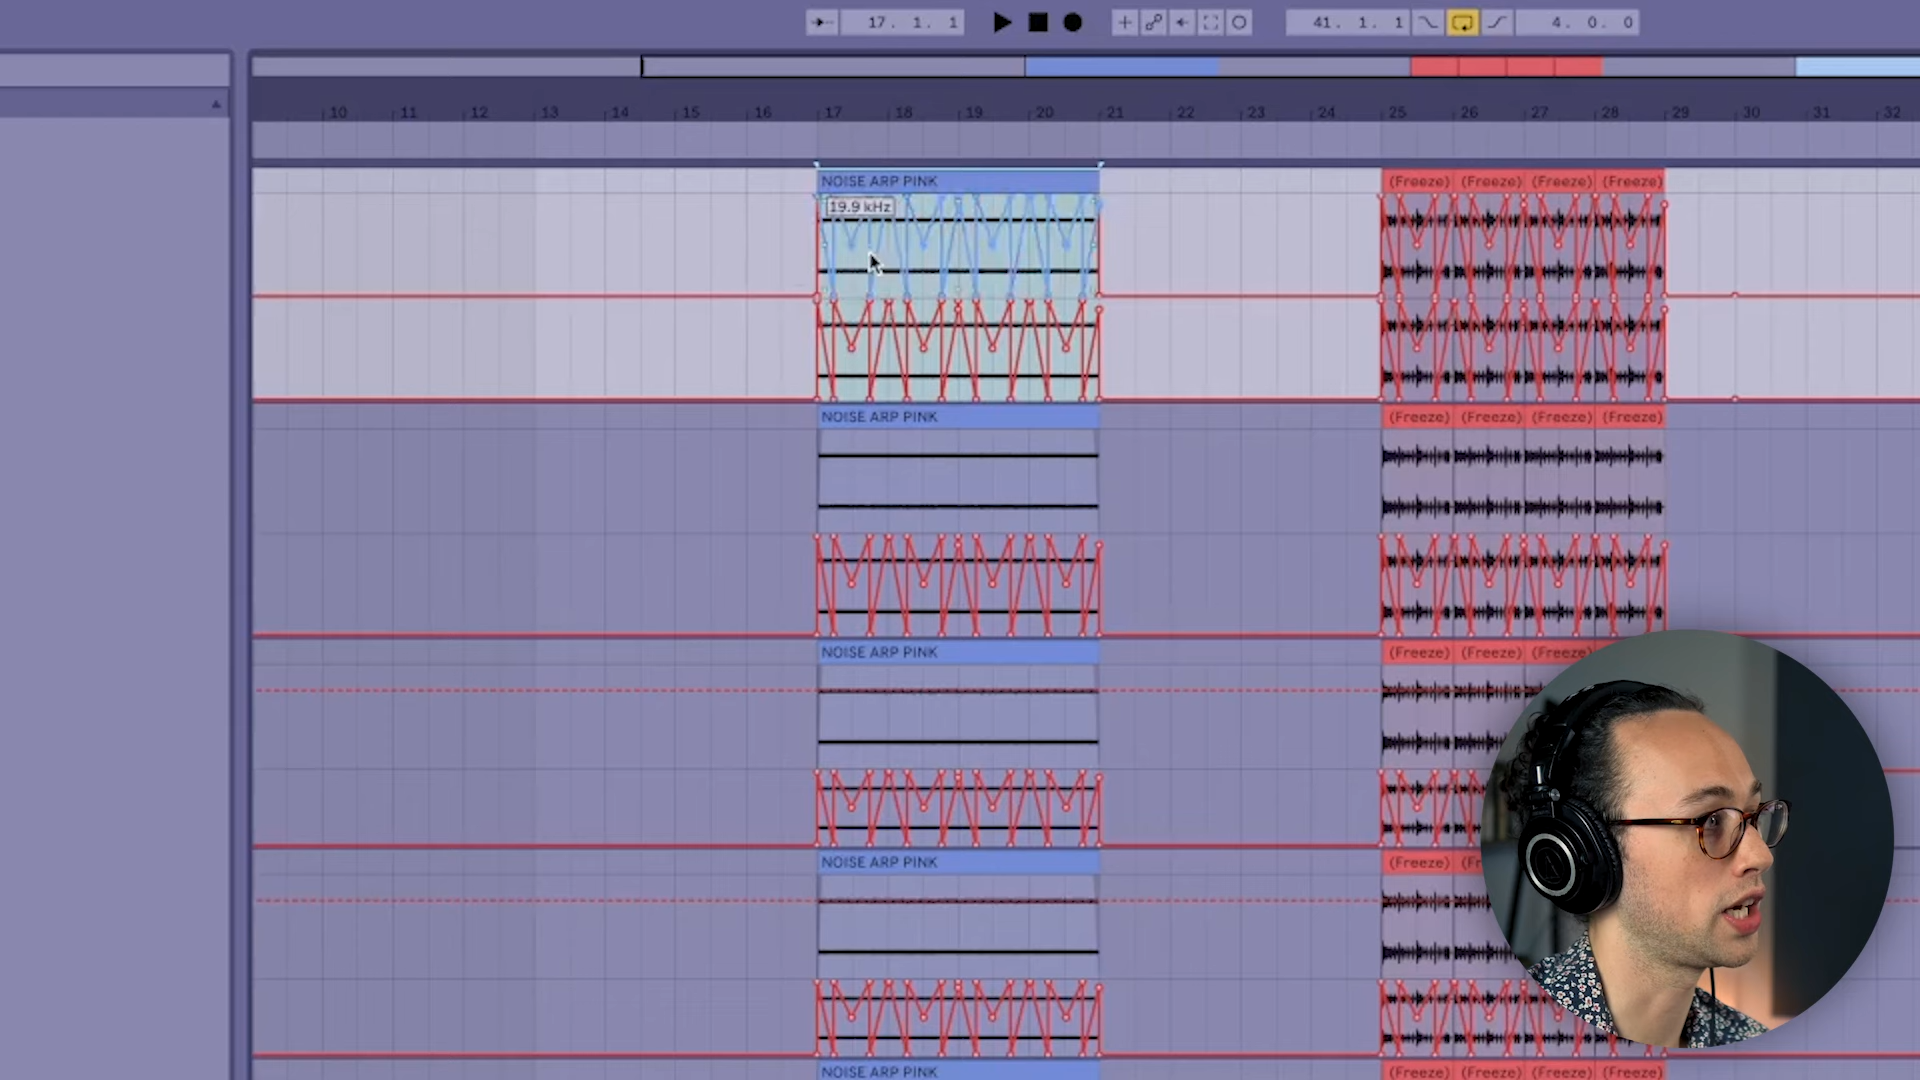 17. 1. 1 41. 1. 1 4. 0. 0
10 11 12 13 14 15 16 17 18 19 20 21 22 23 24 25 26 27 28 29 30 31 32
NOISE ARP PINK (Freeze) (Freeze) (Freeze) (Freeze)
19.9 kHz
NOISE ARP PINK (Freeze) (Freeze) (Freeze) (Freeze)
NOISE ARP PINK (Freeze) (Freeze) (Freeze)
NOISE ARP PINK (Freeze) (Fr
NOISE ARP PINK (Freeze) (Freeze) (Freeze) (Freeze)